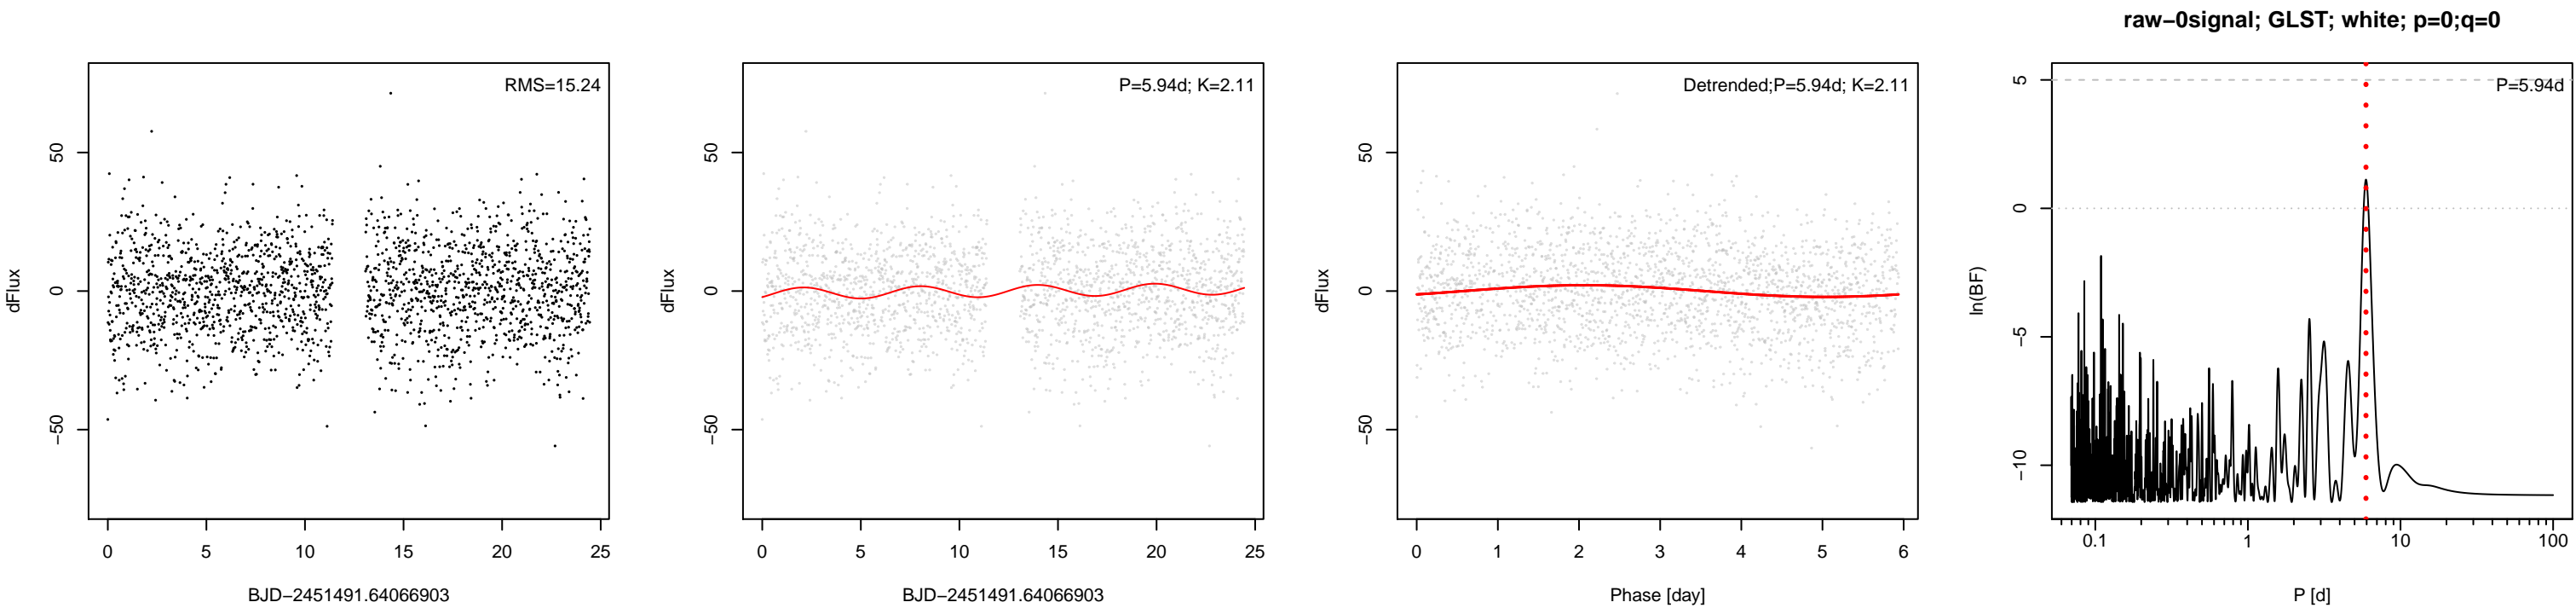 raw−0signal; GLST; white; p=0;q=0
RMS=15.24
dFlux
50
0
−50
0 5 10 15 20 25
BJD−2451491.64066903
P=5.94d; K=2.11
dFlux
50
0
−50
0 5 10 15 20 25
BJD−2451491.64066903
Detrended;P=5.94d; K=2.11
dFlux
50
0
−50
0 1 2 3 4 5 6
Phase [day]
P=5.94d
ln(BF)
5
0
−5
−10
0.1 1 10 100
P [d]